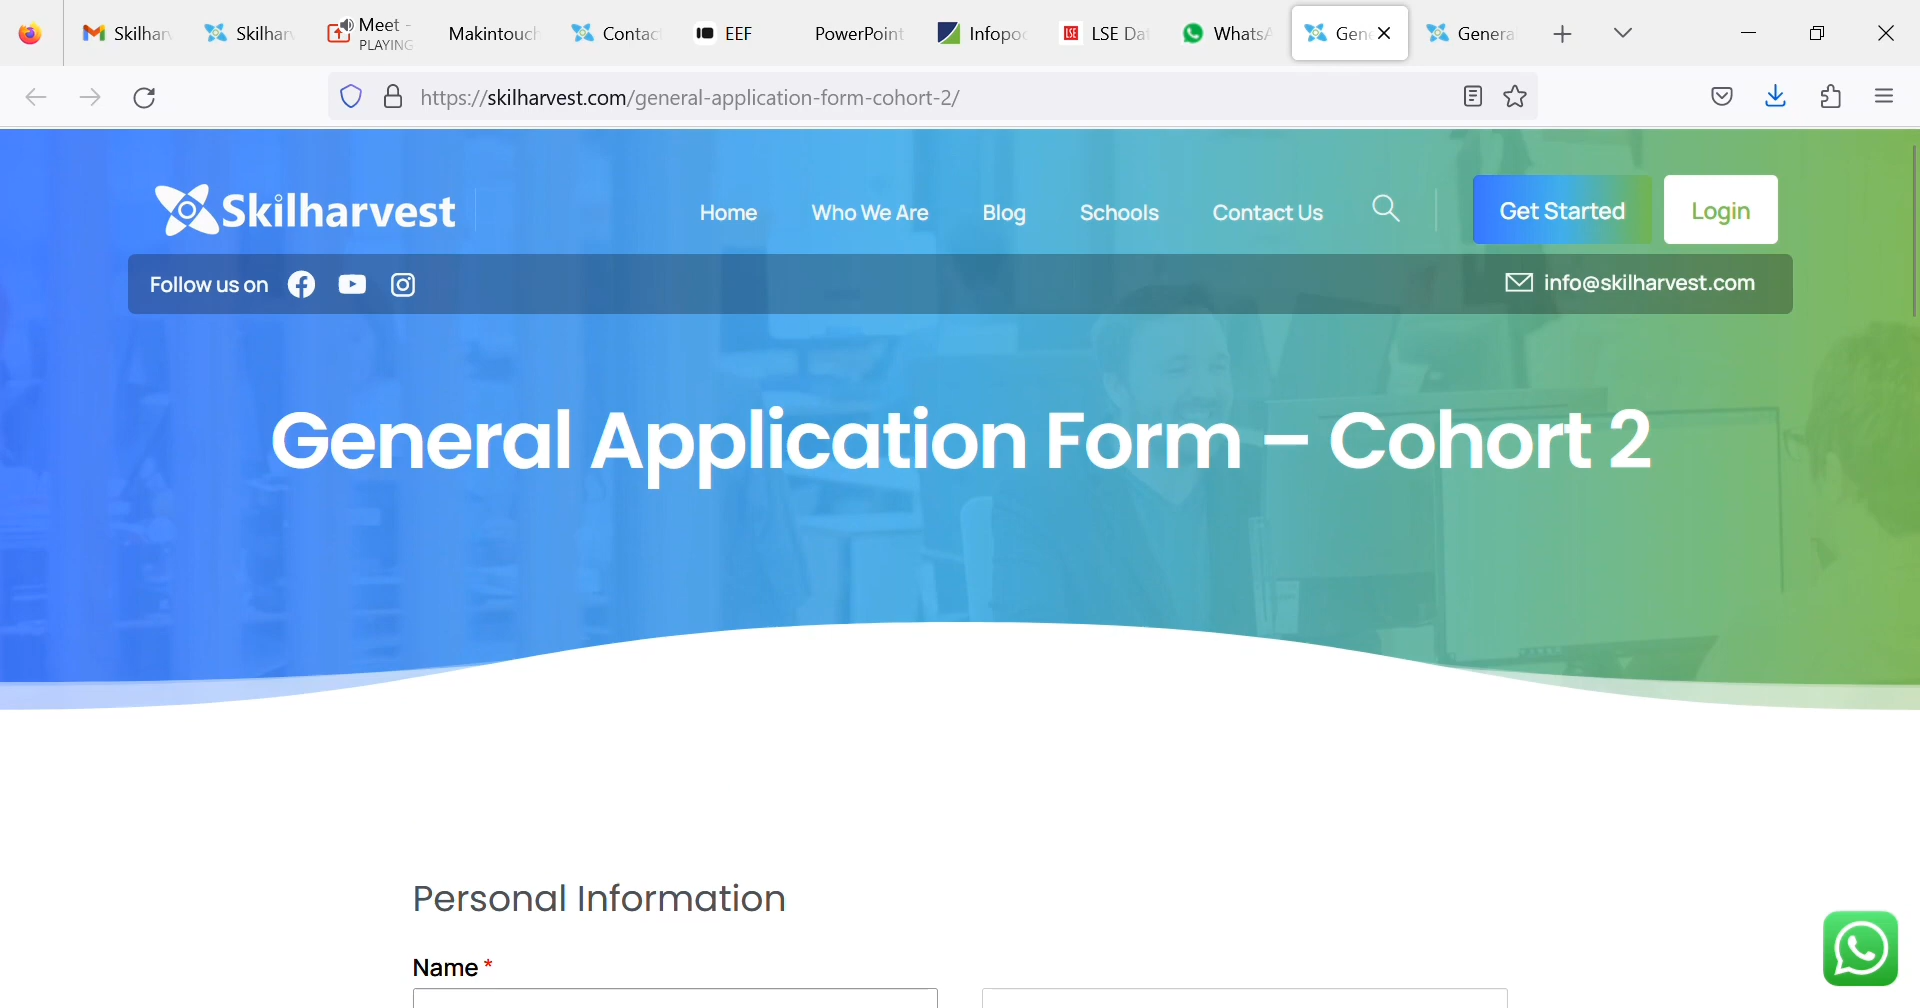 Skilhar
Skilhar
Meet -
PLAYING
Makintouch
Contac
EEF
PowerPoint
Infopo
LSE Da
WhatsA
Gen
Genera
https://skilharvest.com/general-application-form-cohort-2/
Skilharvest
Home
Who We Are
Blog
Schools
Contact Us
Get Started
Login
Follow us on
info@skilharvest.com
General Application Form – Cohort 2
Personal Information
Name *